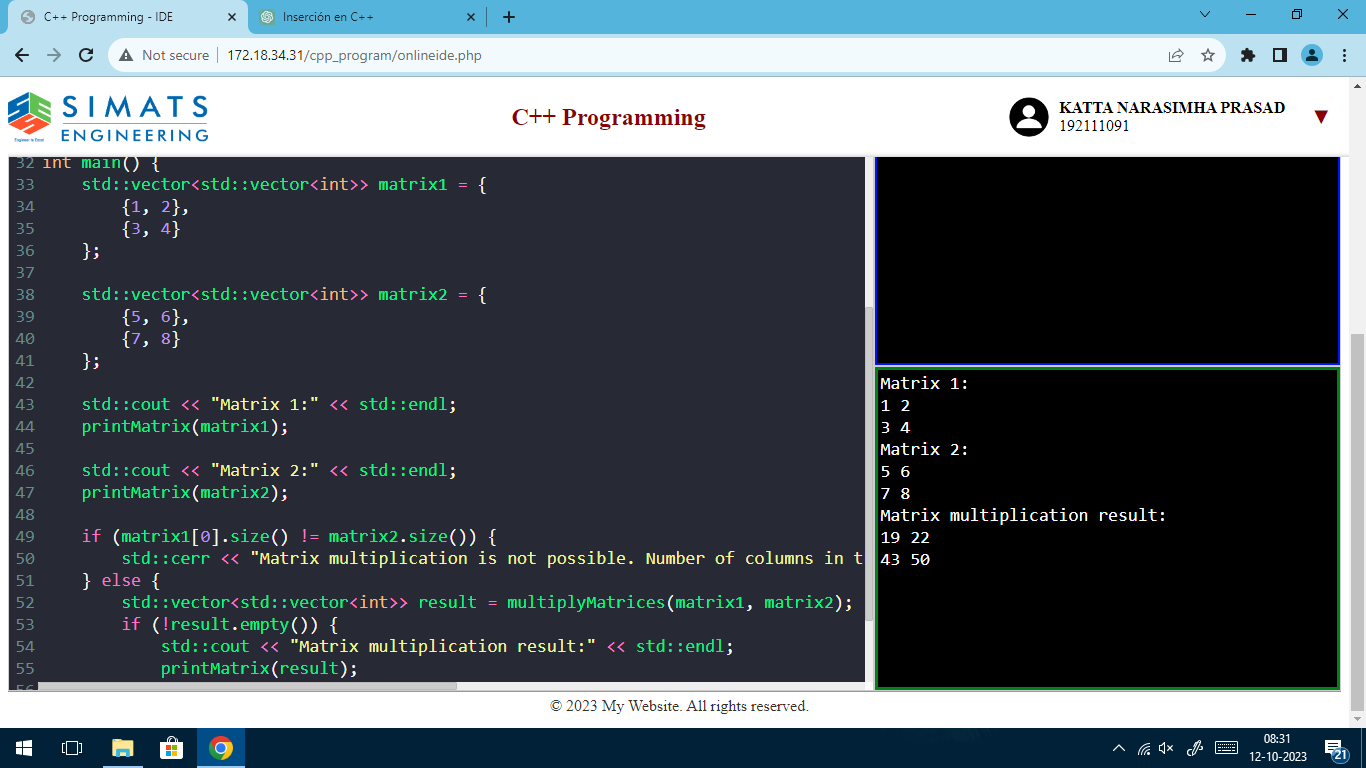 C++ Programming - IDE
Inserción en C++
Not secure
172.18.34.31/cpp_program/onlineide.php
SIMATS
ENGINEERING
Engineer to Excel
C++ Programming
KATTA NARASIMHA PRASAD
192111091
32 int main() {
33     std::vector<std::vector<int>> matrix1 = {
34         {1, 2},
35         {3, 4}
36     };
37
38     std::vector<std::vector<int>> matrix2 = {
39         {5, 6},
40         {7, 8}
41     };
42
43     std::cout << "Matrix 1:" << std::endl;
44     printMatrix(matrix1);
45
46     std::cout << "Matrix 2:" << std::endl;
47     printMatrix(matrix2);
48
49     if (matrix1[0].size() != matrix2.size()) {
50         std::cerr << "Matrix multiplication is not possible. Number of columns in t
51     } else {
52         std::vector<std::vector<int>> result = multiplyMatrices(matrix1, matrix2);
53         if (!result.empty()) {
54             std::cout << "Matrix multiplication result:" << std::endl;
55             printMatrix(result);
56
Matrix 1:
1 2
3 4
Matrix 2:
5 6
7 8
Matrix multiplication result:
19 22
43 50
© 2023 My Website. All rights reserved.
08:31
12-10-2023
21